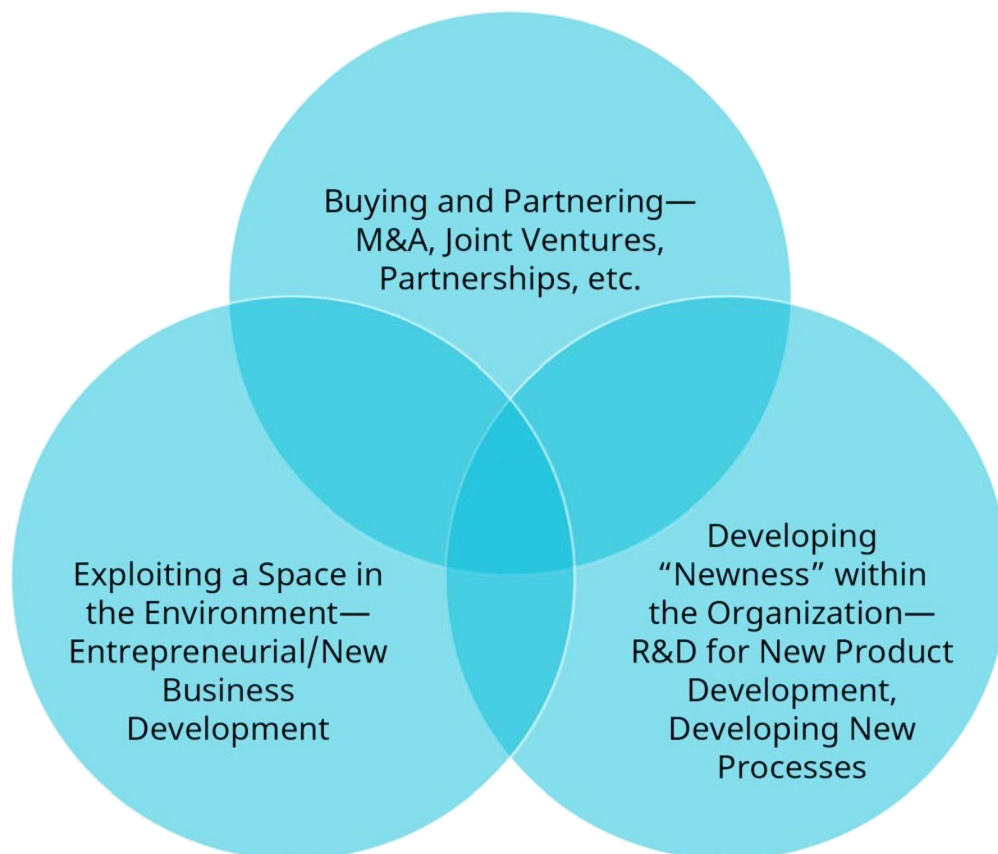 Buying and Partnering—
M&A, Joint Ventures,
Partnerships, etc.
Exploiting a Space in
the Environment—
Entrepreneurial/New
Business
Development
Developing
“Newness” within
the Organization—
R&D for New Product
Development,
Developing New
Processes